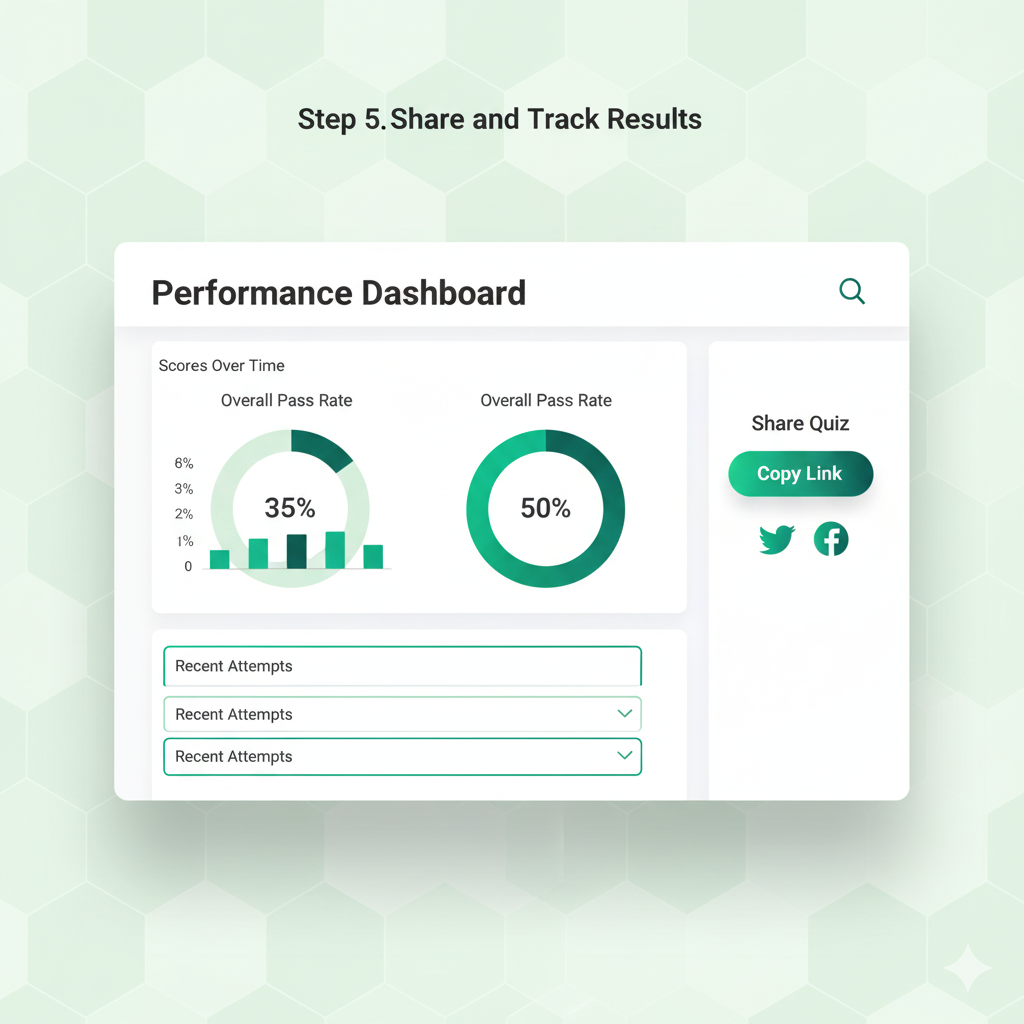 Step 5. Share and Track Results
Performance Dashboard
Scores Over Time
Overall Pass Rate
6%
3%
2%
1%
0
35%
Overall Pass Rate
50%
Share Quiz
Copy Link
Recent Attempts
Recent Attempts
Recent Attempts